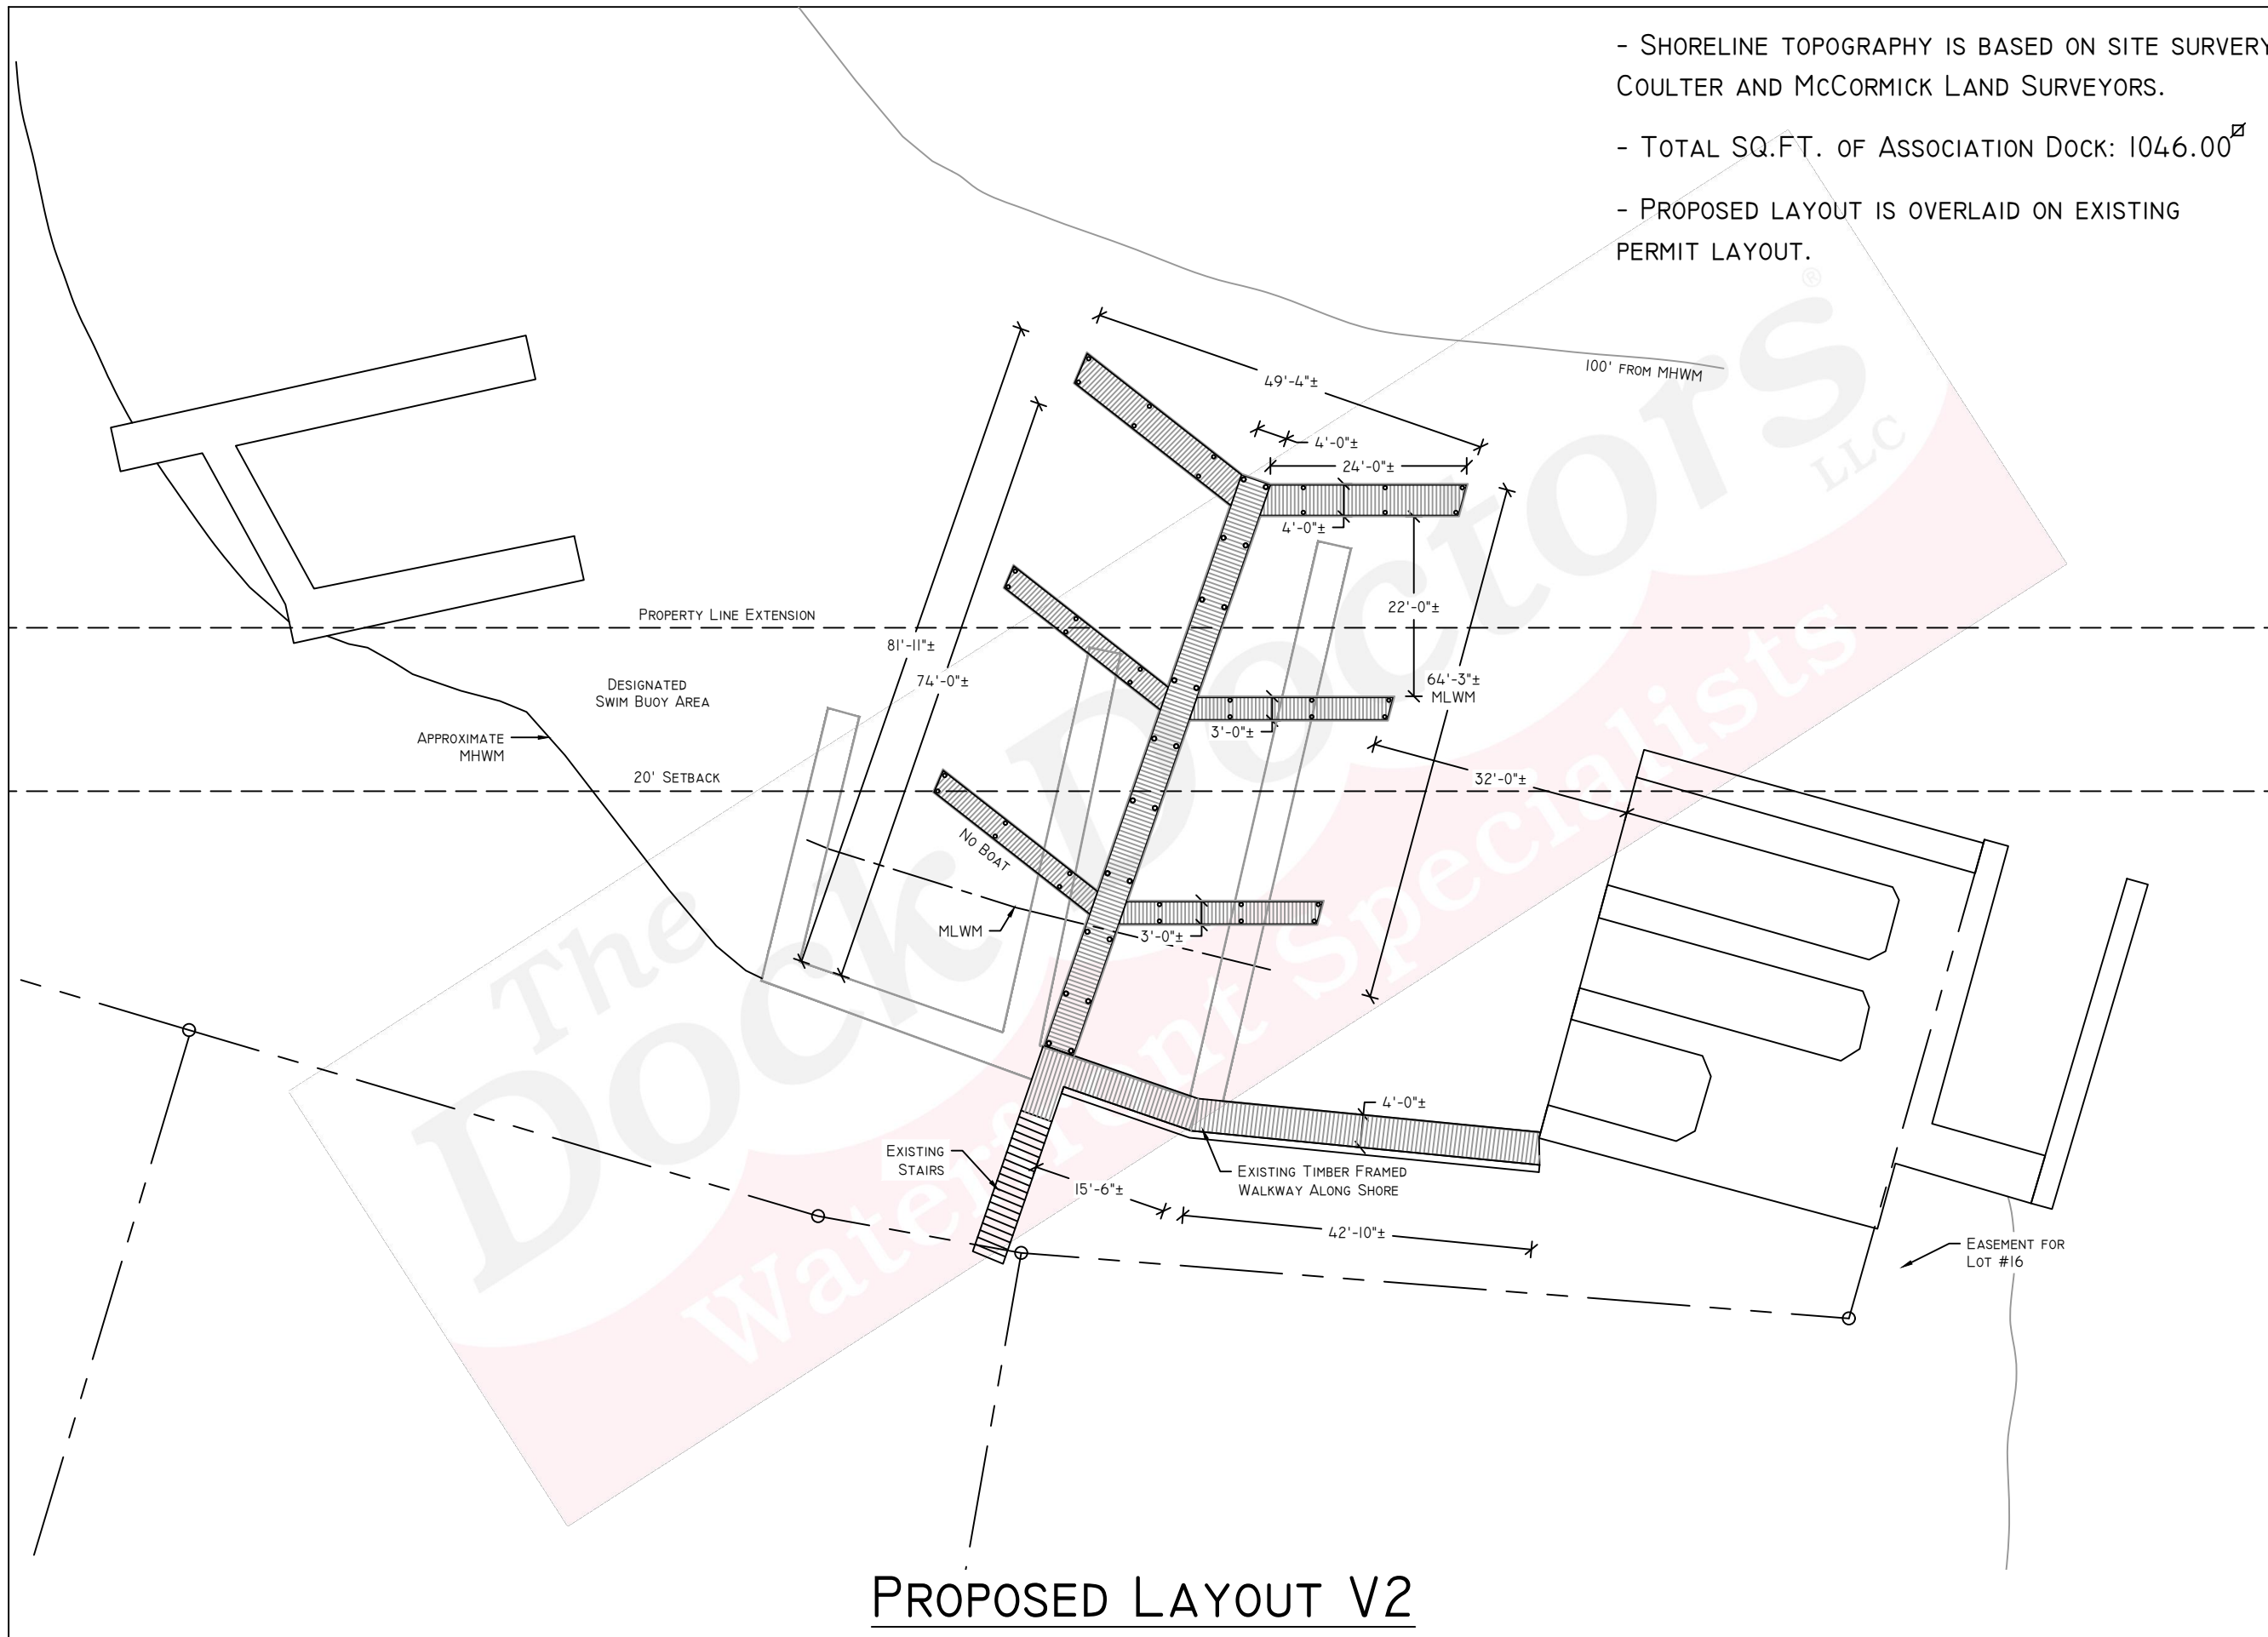 - Shoreline topography is based on site survery
Coulter and McCormick Land Surveyors.
- Total SQ.FT. of Association Dock: 1046.00
- Proposed layout is overlaid on existing
permit layout.
100' from MHWM
49'-4"±
4'-0"±
24'-0"±
4'-0"±
22'-0"±
Property Line Extension
81'-11"±
74'-0"±
64'-3"±
MLWM
Designated
Swim Buoy Area
3'-0"±
Approximate
MHWM
20' Setback
32'-0"±
No Boat
MLWM
3'-0"±
4'-0"±
Existing
Stairs
Existing Timber Framed
Walkway Along Shore
15'-6"±
42'-10"±
Easement for
Lot #16
The
Dock Doctors®
LLC
Waterfront Specialists
Proposed Layout V2